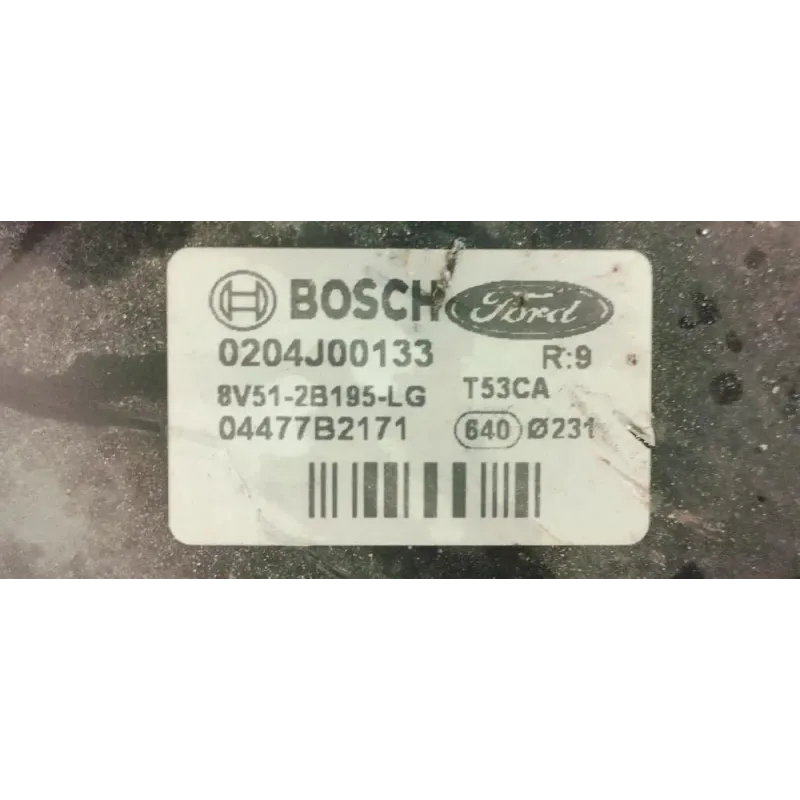 BOSCH Ford
0204J00133 R:9
8V51-2B195-LG T53CA
04477B2171 640 Ø231